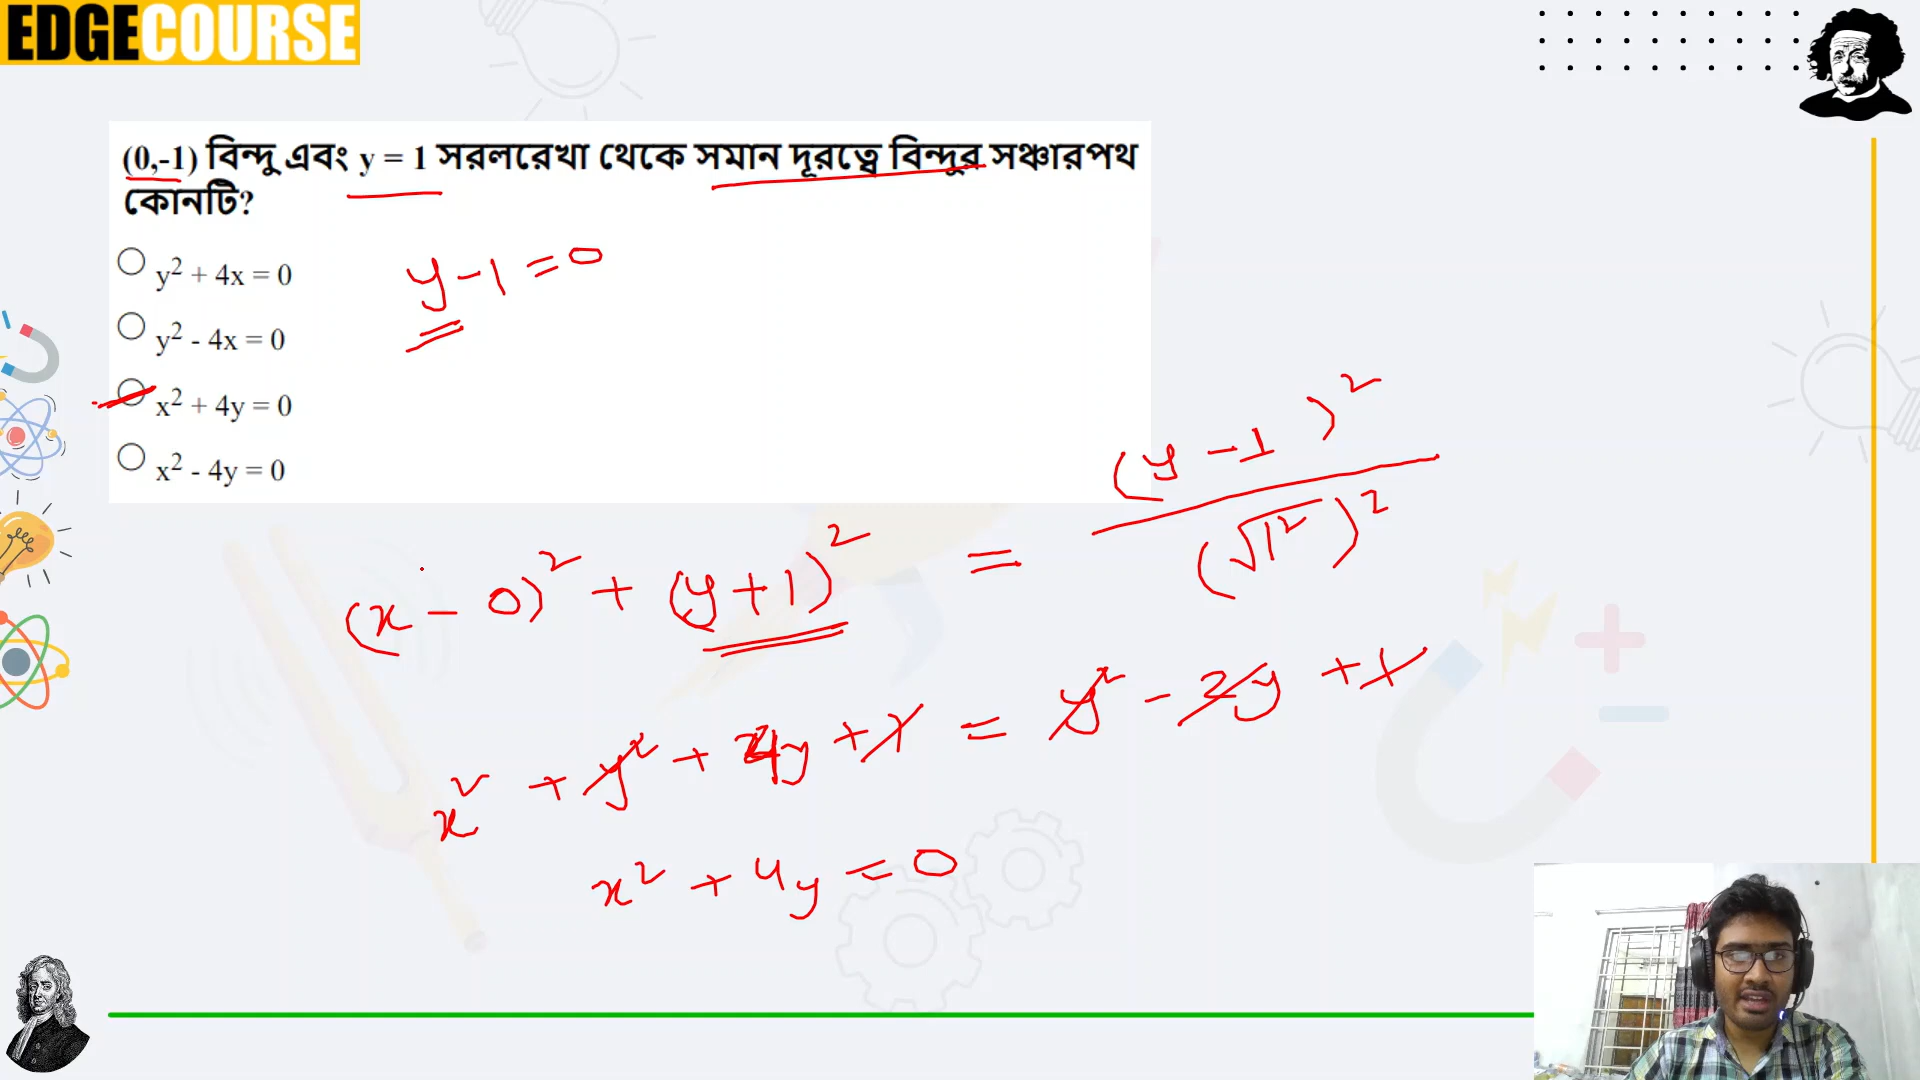 EDGECOURSE
(0,-1) বিন্দু এবং y = 1 সরলরেখা থেকে সমান দূরত্বে বিন্দুর সঞ্চারপথ
কোনটি?
y² + 4x = 0
y² - 4x = 0
x² + 4y = 0
x² - 4y = 0
y - 1 = 0
(x - 0)² + (y + 1)² = (y - 1)² / (√1²)²
x² + y² + 4y + 1 = y² - 2y + 1
x² + 4y = 0